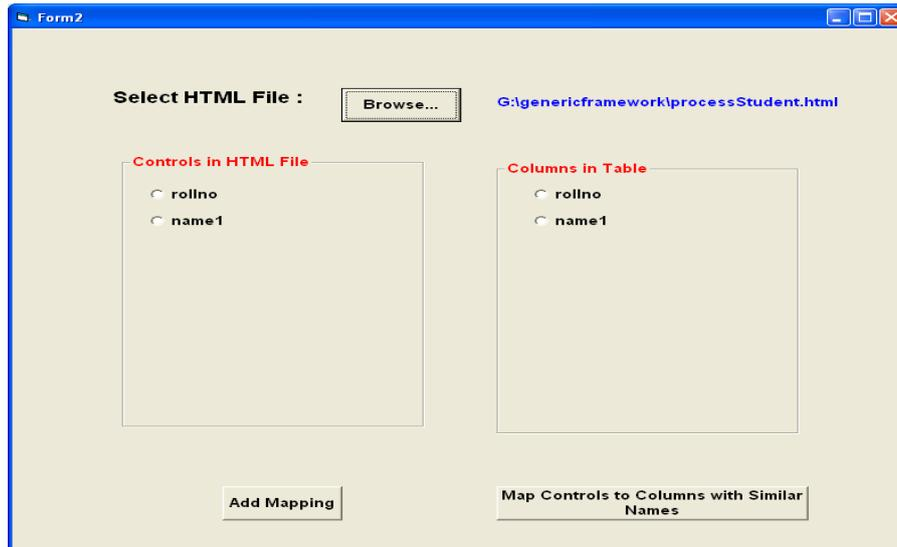 Form2
Select HTML File :
Browse...
G:\genericframework\processStudent.html
Controls in HTML File
rollno
name1
Columns in Table
rollno
name1
Add Mapping
Map Controls to Columns with Similar
Names